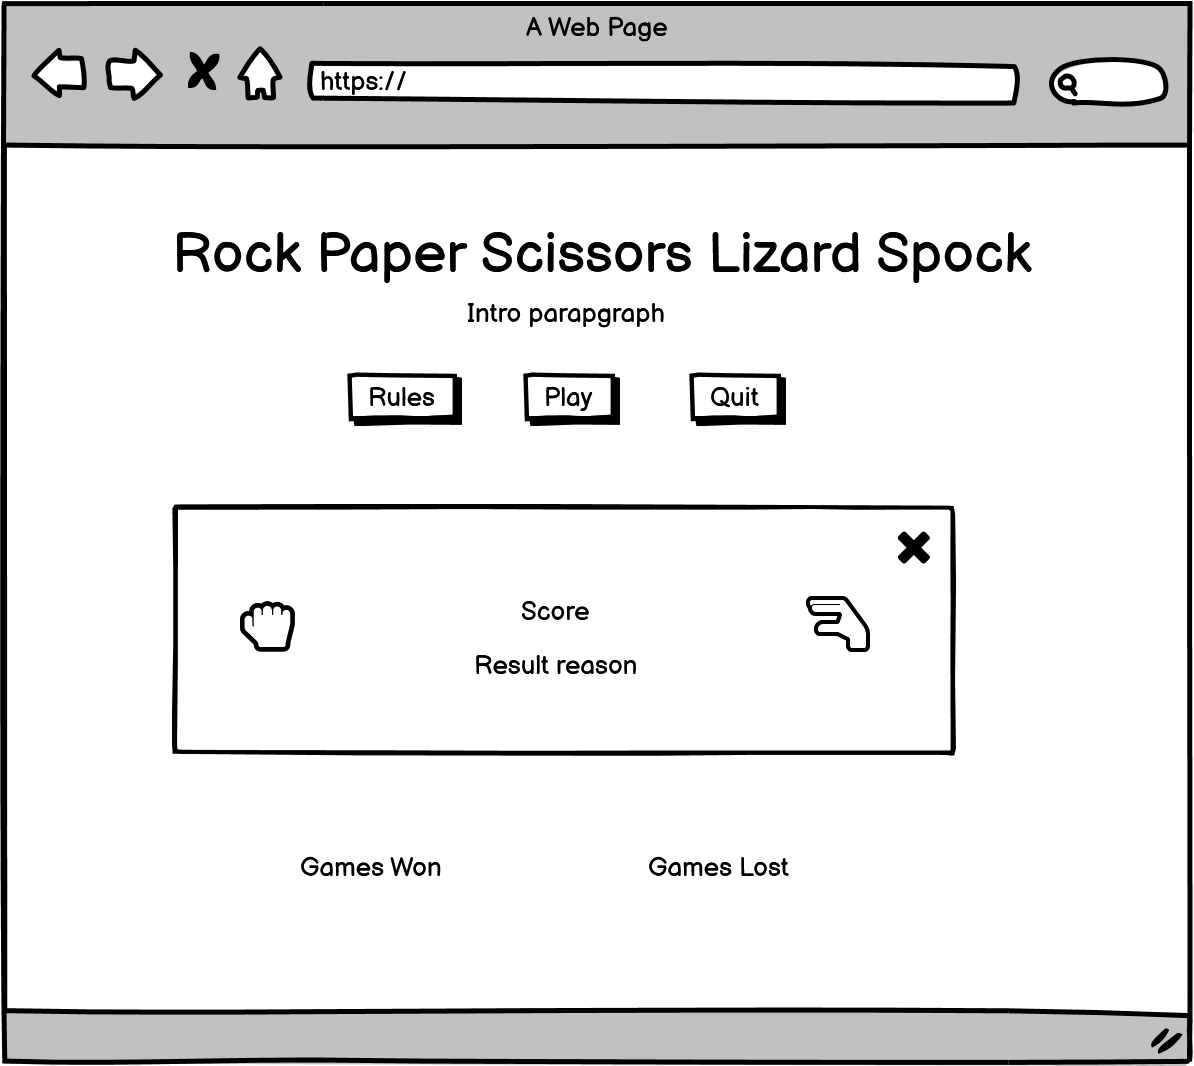 A Web Page
https://
Rock Paper Scissors Lizard Spock
Intro parapgraph
Rules
Play
Quit
Score
Result reason
Games Won
Games Lost